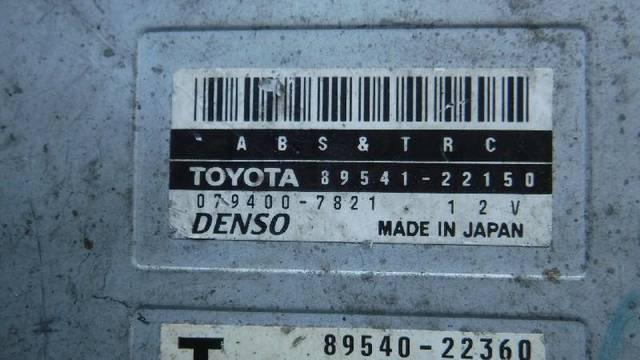 ABS&TRC
TOYOTA 89541-22150
079400-7821 12V
DENSO MADE IN JAPAN
T 89540-22360